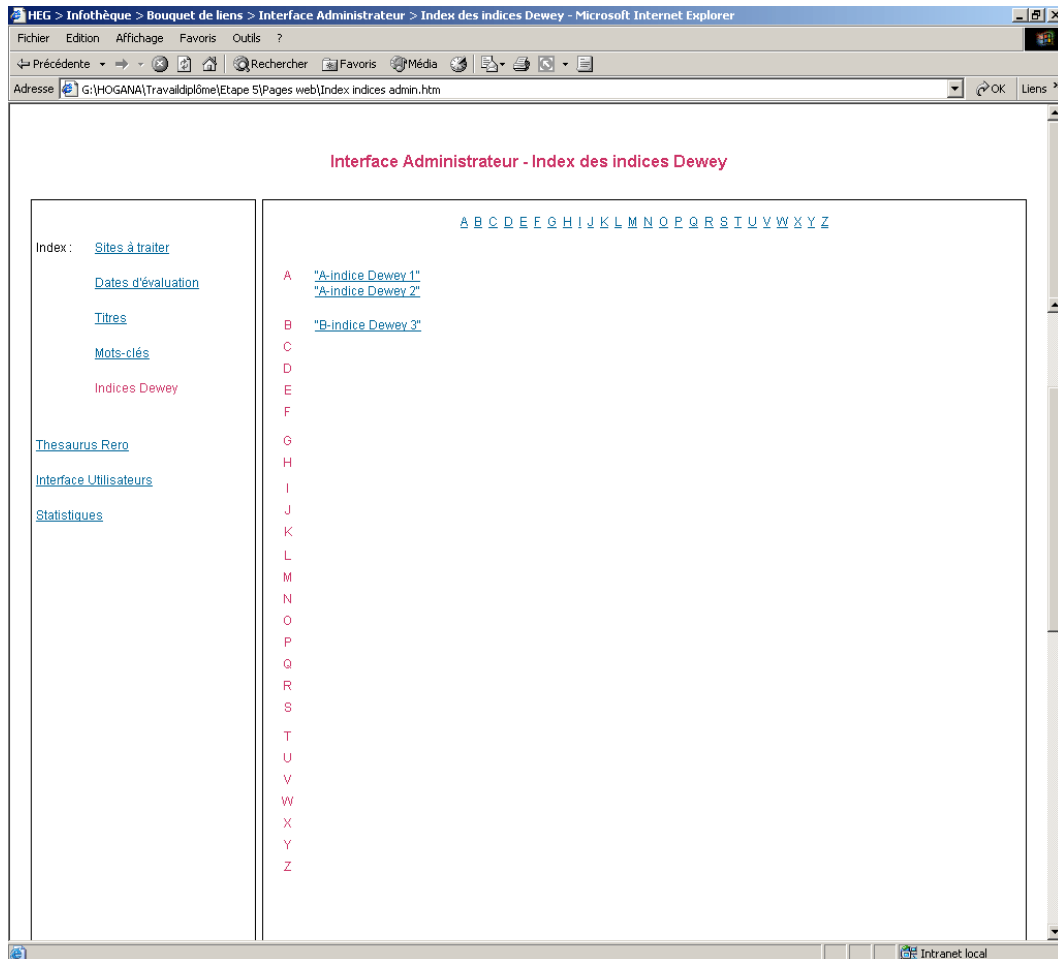 HEG > Infothèque > Bouquet de liens > Interface Administrateur > Index des indices Dewey - Microsoft Internet Explorer
Fichier Edition Affichage Favoris Outils ?
Précédente Rechercher Favoris Média
Adresse G:\HOGANA\Travaildiplôme\Etape 5\Pages web\Index indices admin.htm OK Liens »
Interface Administrateur - Index des indices Dewey
Index : Sites à traiter
Dates d'évaluation
Titres
Mots-clés
Indices Dewey
Thesaurus Rero
Interface Utilisateurs
Statistiques
A B C D E F G H I J K L M N O P Q R S T U V W X Y Z
A "A-indice Dewey 1"
"A-indice Dewey 2"
B "B-indice Dewey 3"
C
D
E
F
G
H
I
J
K
L
M
N
O
P
Q
R
S
T
U
V
W
X
Y
Z
Intranet local